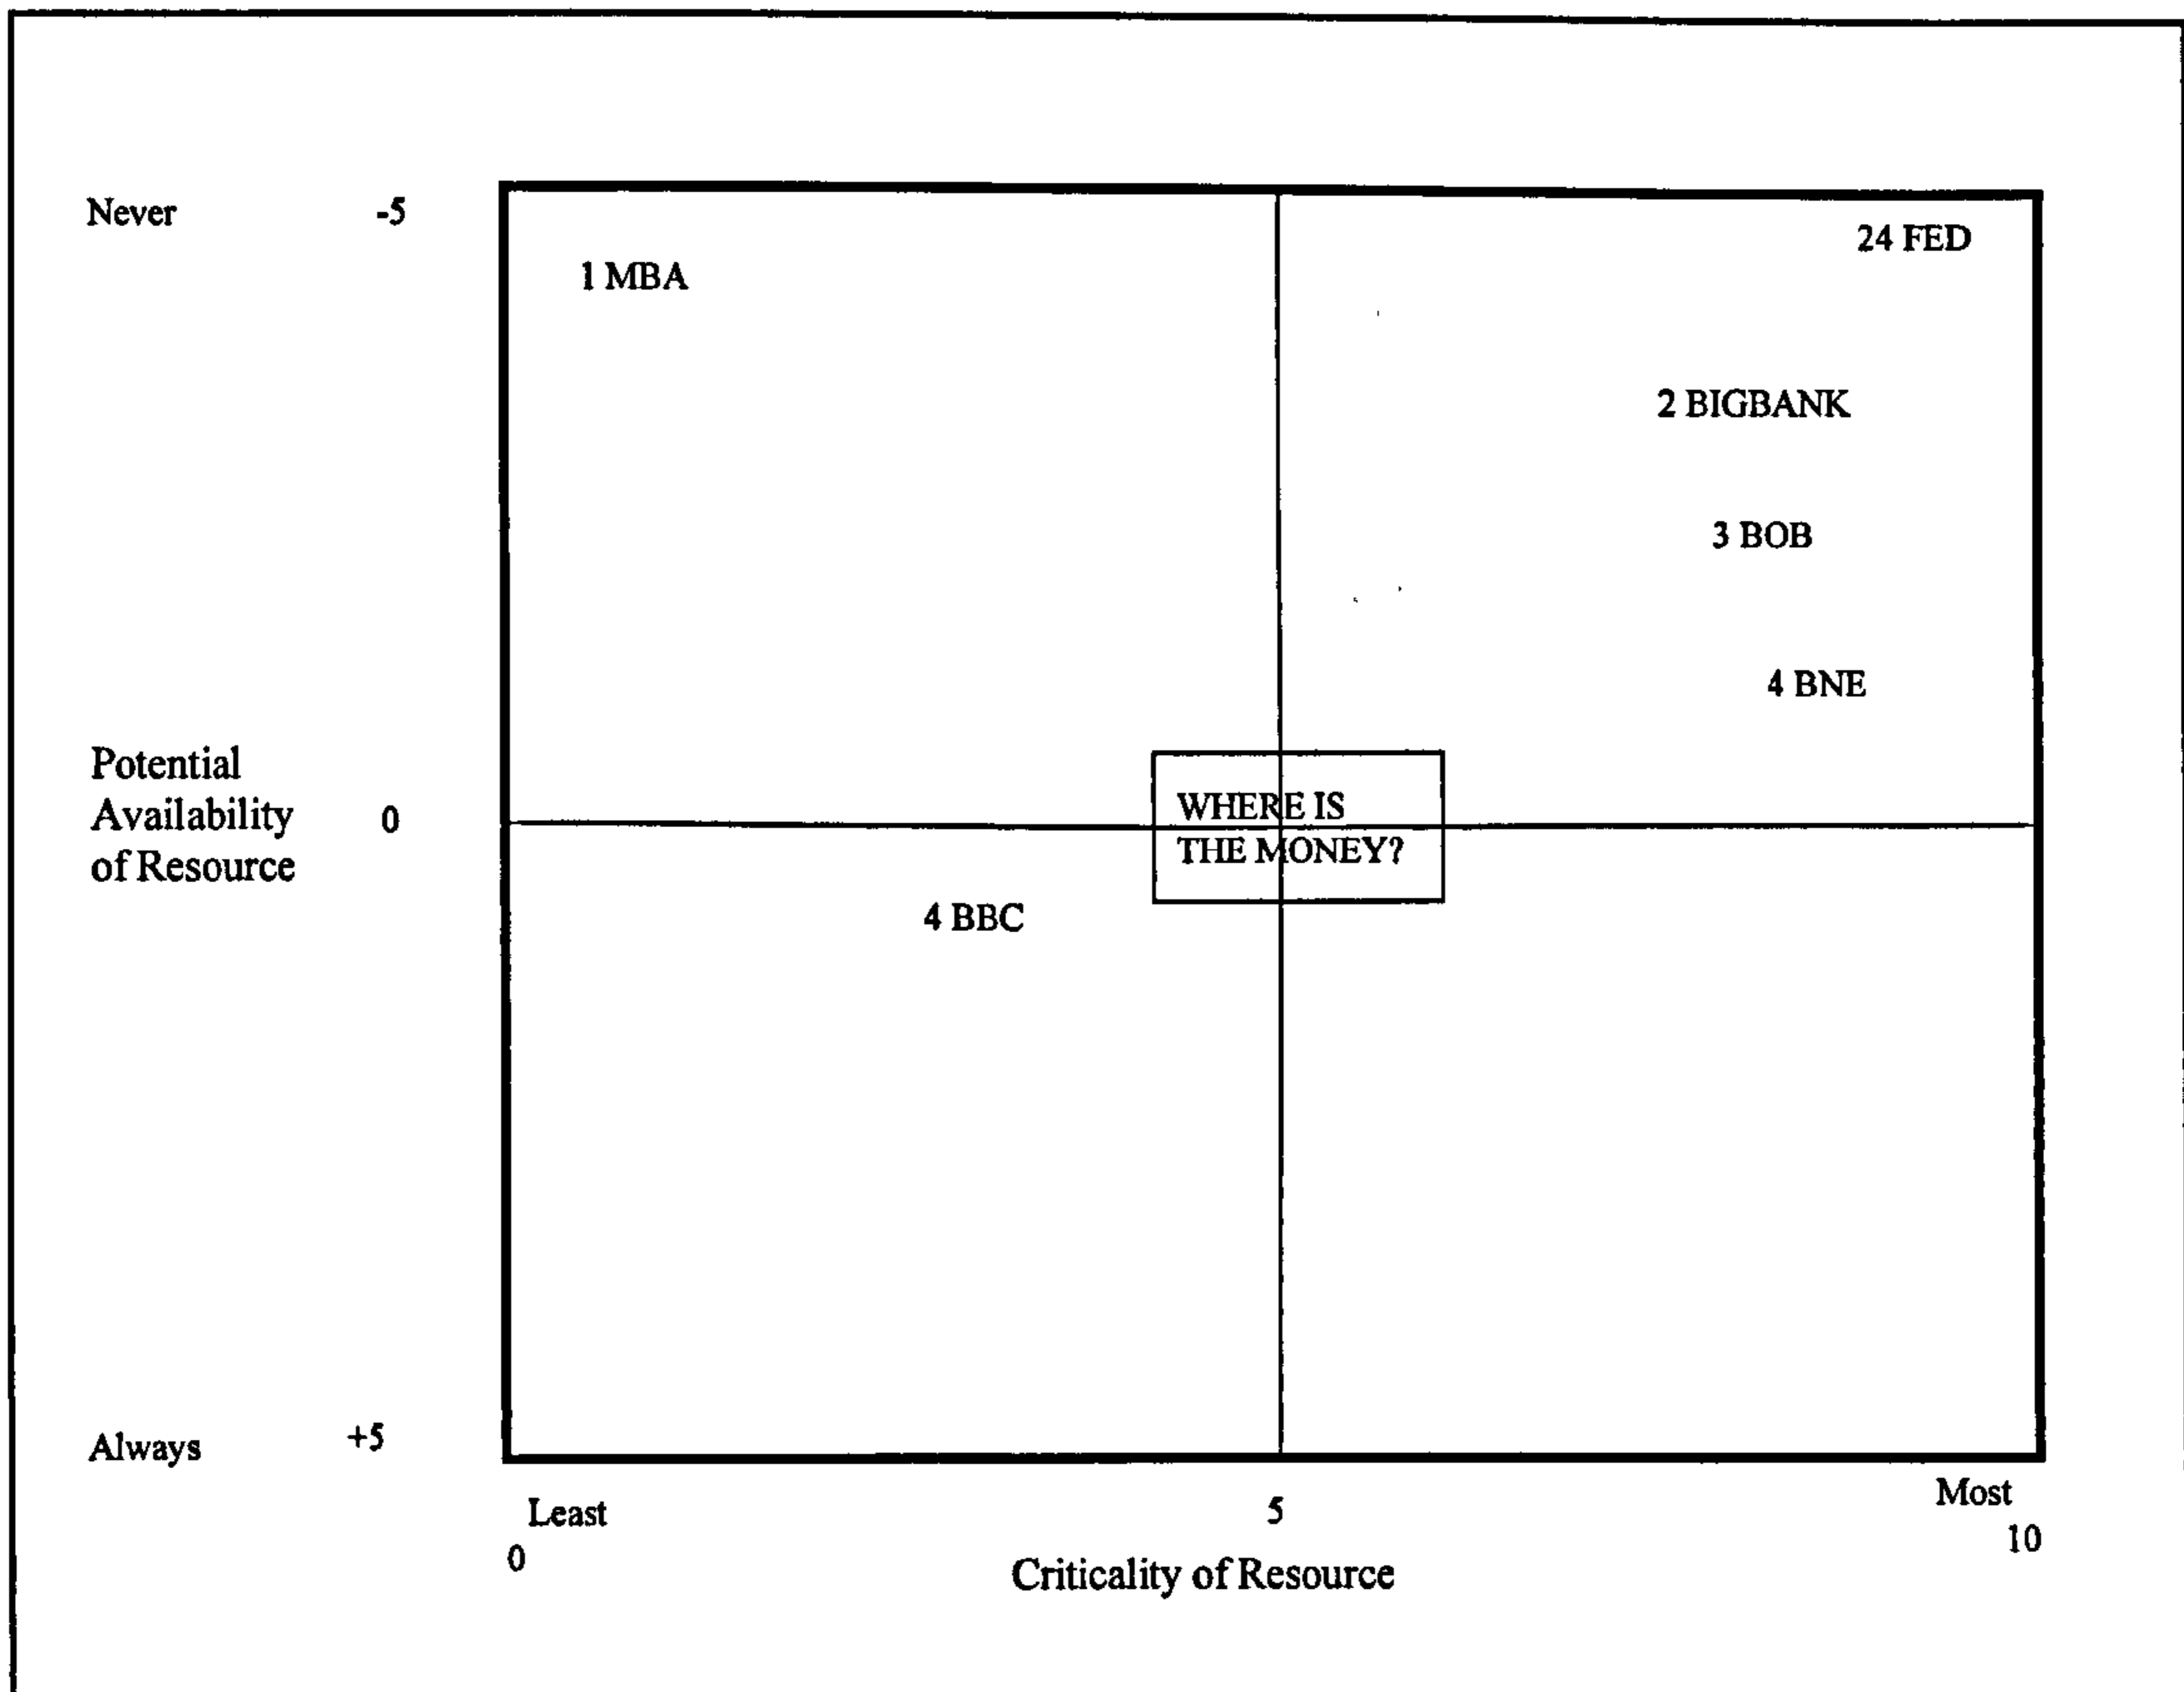 Never -5
24 FED
1 MBA
2 BIGBANK
3 BOB
4 BNE
Potential
Availability 0
of Resource
WHERE IS
THE MONEY?
4 BBC
Always +5
Least 5 Most
0 10
Criticality of Resource